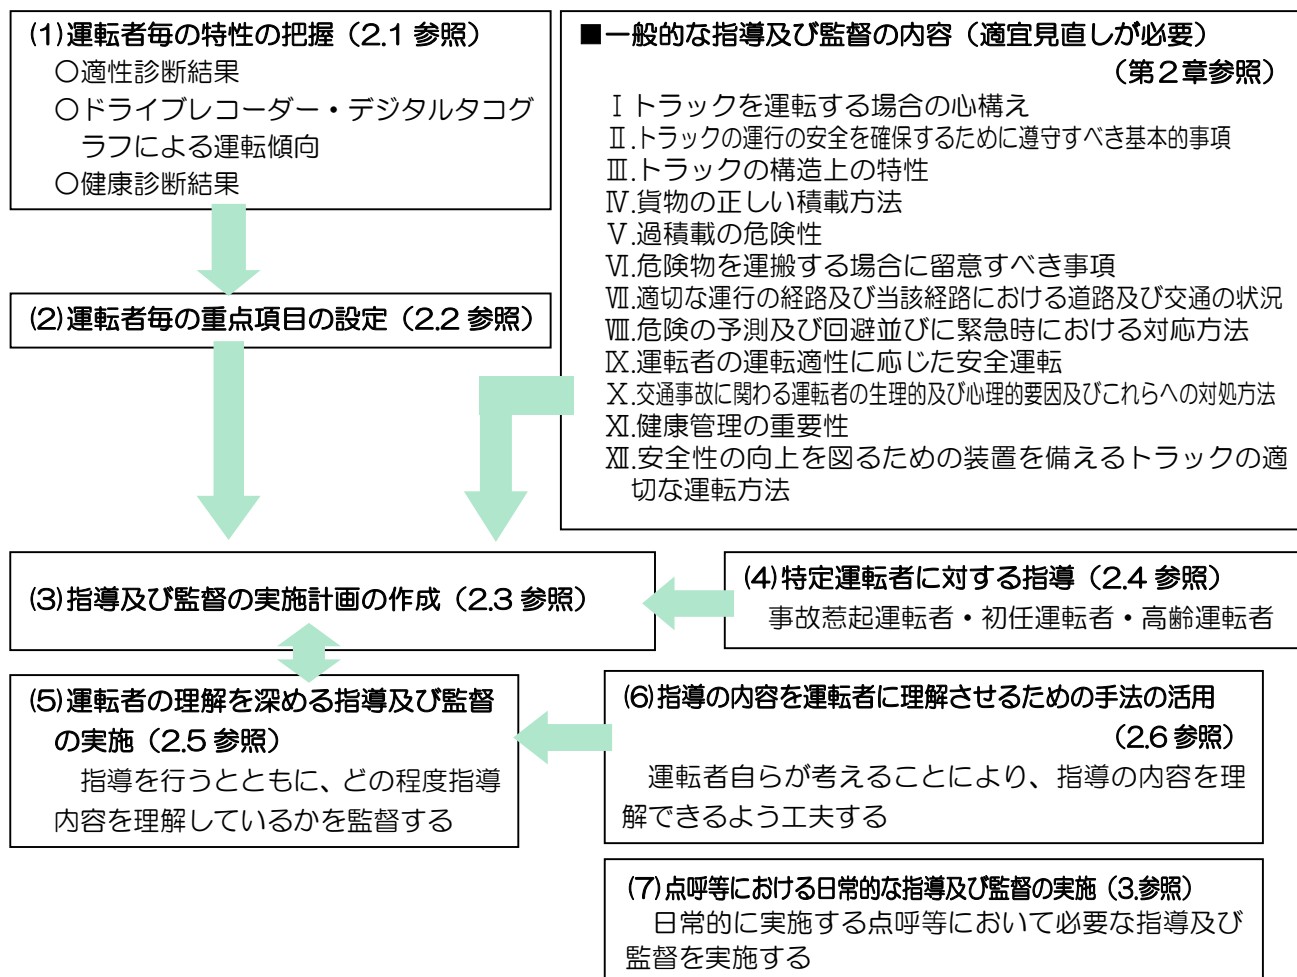 (1)運転者毎の特性の把握（2.1 参照）
○適性診断結果
○ドライブレコーダー・デジタルタコグ
ラフによる運転傾向
○健康診断結果
(2)運転者毎の重点項目の設定（2.2 参照）
■一般的な指導及び監督の内容（適宜見直しが必要）
（第２章参照）
Ⅰトラックを運転する場合の心構え
Ⅱ.トラックの運行の安全を確保するために遵守すべき基本的事項
Ⅲ.トラックの構造上の特性
Ⅳ.貨物の正しい積載方法
Ⅴ.過積載の危険性
Ⅵ.危険物を運搬する場合に留意すべき事項
Ⅶ.適切な運行の経路及び当該経路における道路及び交通の状況
Ⅷ.危険の予測及び回避並びに緊急時における対応方法
Ⅸ.運転者の運転適性に応じた安全運転
Ⅹ.交通事故に関わる運転者の生理的及び心理的要因及びこれらへの対処方法
Ⅺ.健康管理の重要性
Ⅻ.安全性の向上を図るための装置を備えるトラックの適
切な運転方法
(3)指導及び監督の実施計画の作成（2.3 参照）
(4)特定運転者に対する指導（2.4 参照）
事故惹起運転者・初任運転者・高齢運転者
(5)運転者の理解を深める指導及び監督
の実施（2.5 参照）
指導を行うとともに、どの程度指導
内容を理解しているかを監督する
(6)指導の内容を運転者に理解させるための手法の活用
（2.6 参照）
運転者自らが考えることにより、指導の内容を理
解できるよう工夫する
(7)点呼等における日常的な指導及び監督の実施（3.参照）
日常的に実施する点呼等において必要な指導及び
監督を実施する